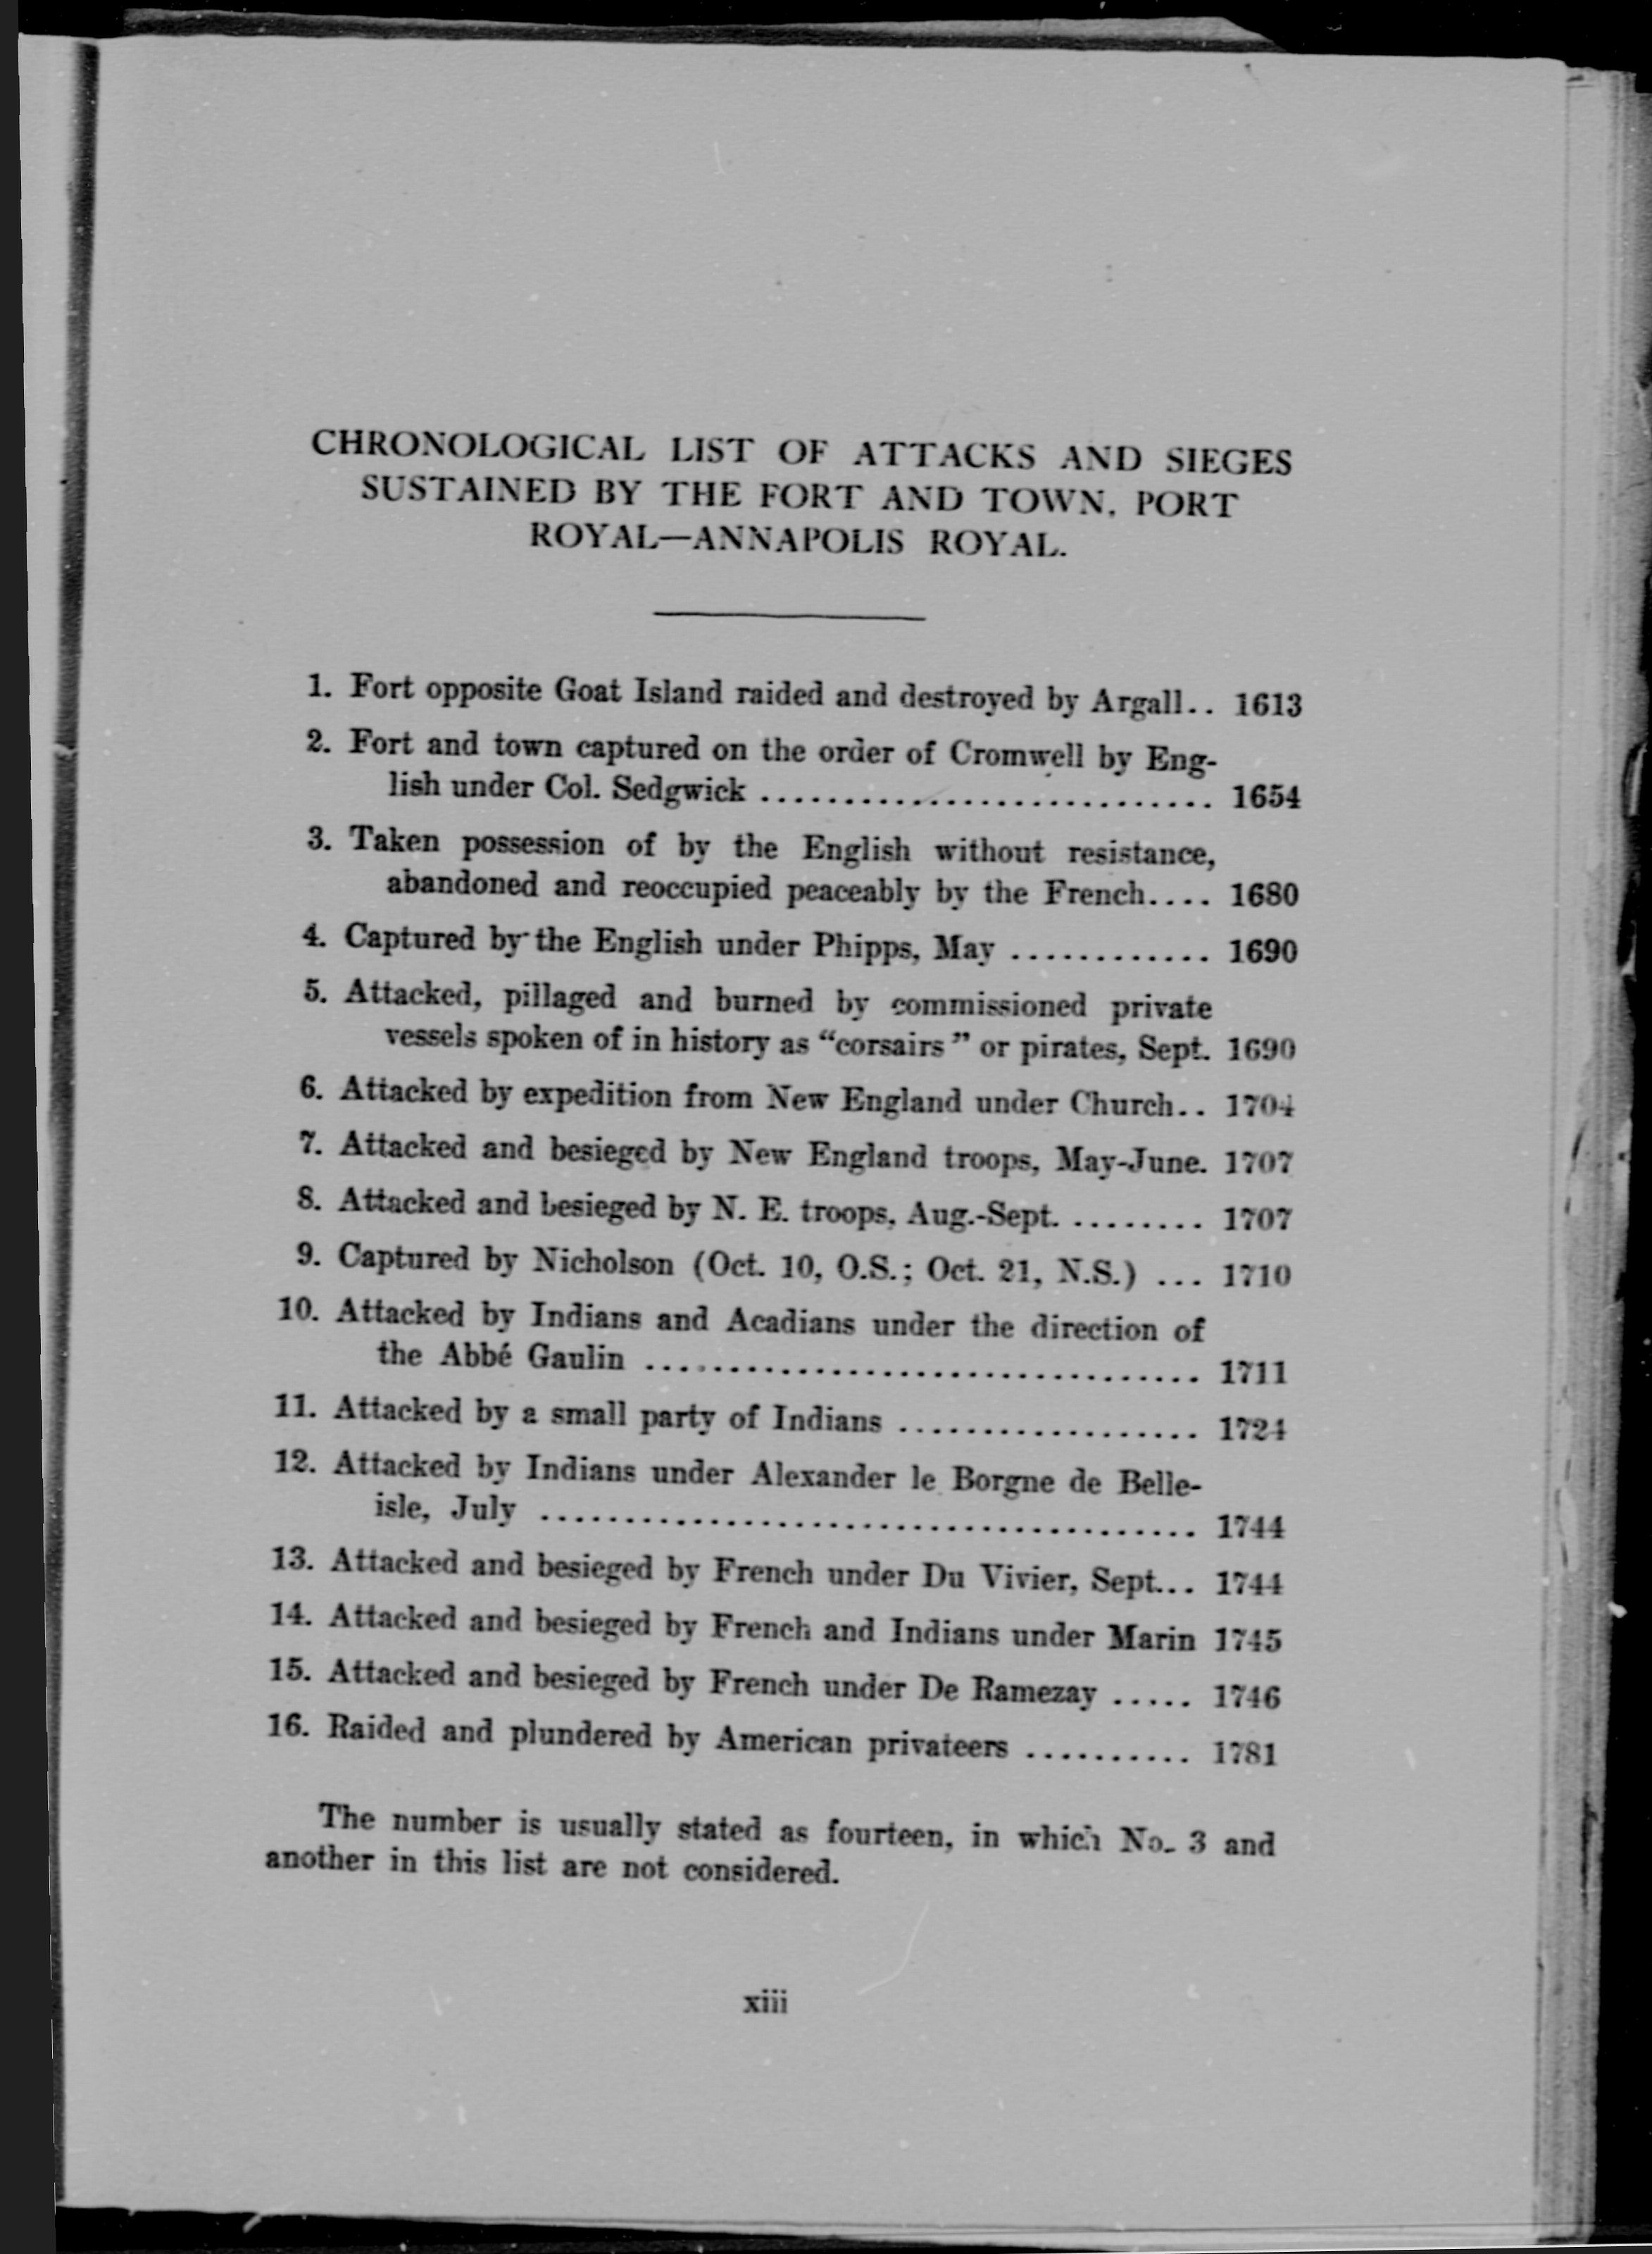 CHRONOLOGICAL LIST OF ATTACKS AND SIEGES
SUSTAINED BY THE FORT AND TOWN, PORT
ROYAL—ANNAPOLIS ROYAL.
1. Fort opposite Goat Island raided and destroyed by Argall.. 1613
2. Fort and town captured on the order of Cromwell by Eng-
lish under Col. Sedgwick ............................ 1654
3. Taken possession of by the English without resistance,
abandoned and reoccupied peaceably by the French.... 1680
4. Captured by the English under Phipps, May ............ 1690
5. Attacked, pillaged and burned by commissioned private
vessels spoken of in history as "corsairs" or pirates, Sept. 1690
6. Attacked by expedition from New England under Church.. 1704
7. Attacked and besieged by New England troops, May-June. 1707
8. Attacked and besieged by N. E. troops, Aug.-Sept. ........ 1707
9. Captured by Nicholson (Oct. 10, O.S.; Oct. 21, N.S.) ... 1710
10. Attacked by Indians and Acadians under the direction of
the Abbé Gaulin .................................. 1711
11. Attacked by a small party of Indians .................. 1724
12. Attacked by Indians under Alexander le Borgne de Belle-
isle, July ........................................ 1744
13. Attacked and besieged by French under Du Vivier, Sept... 1744
14. Attacked and besieged by French and Indians under Marin 1745
15. Attacked and besieged by French under De Ramezay ..... 1746
16. Raided and plundered by American privateers .......... 1781
The number is usually stated as fourteen, in which No. 3 and
another in this list are not considered.
xiii